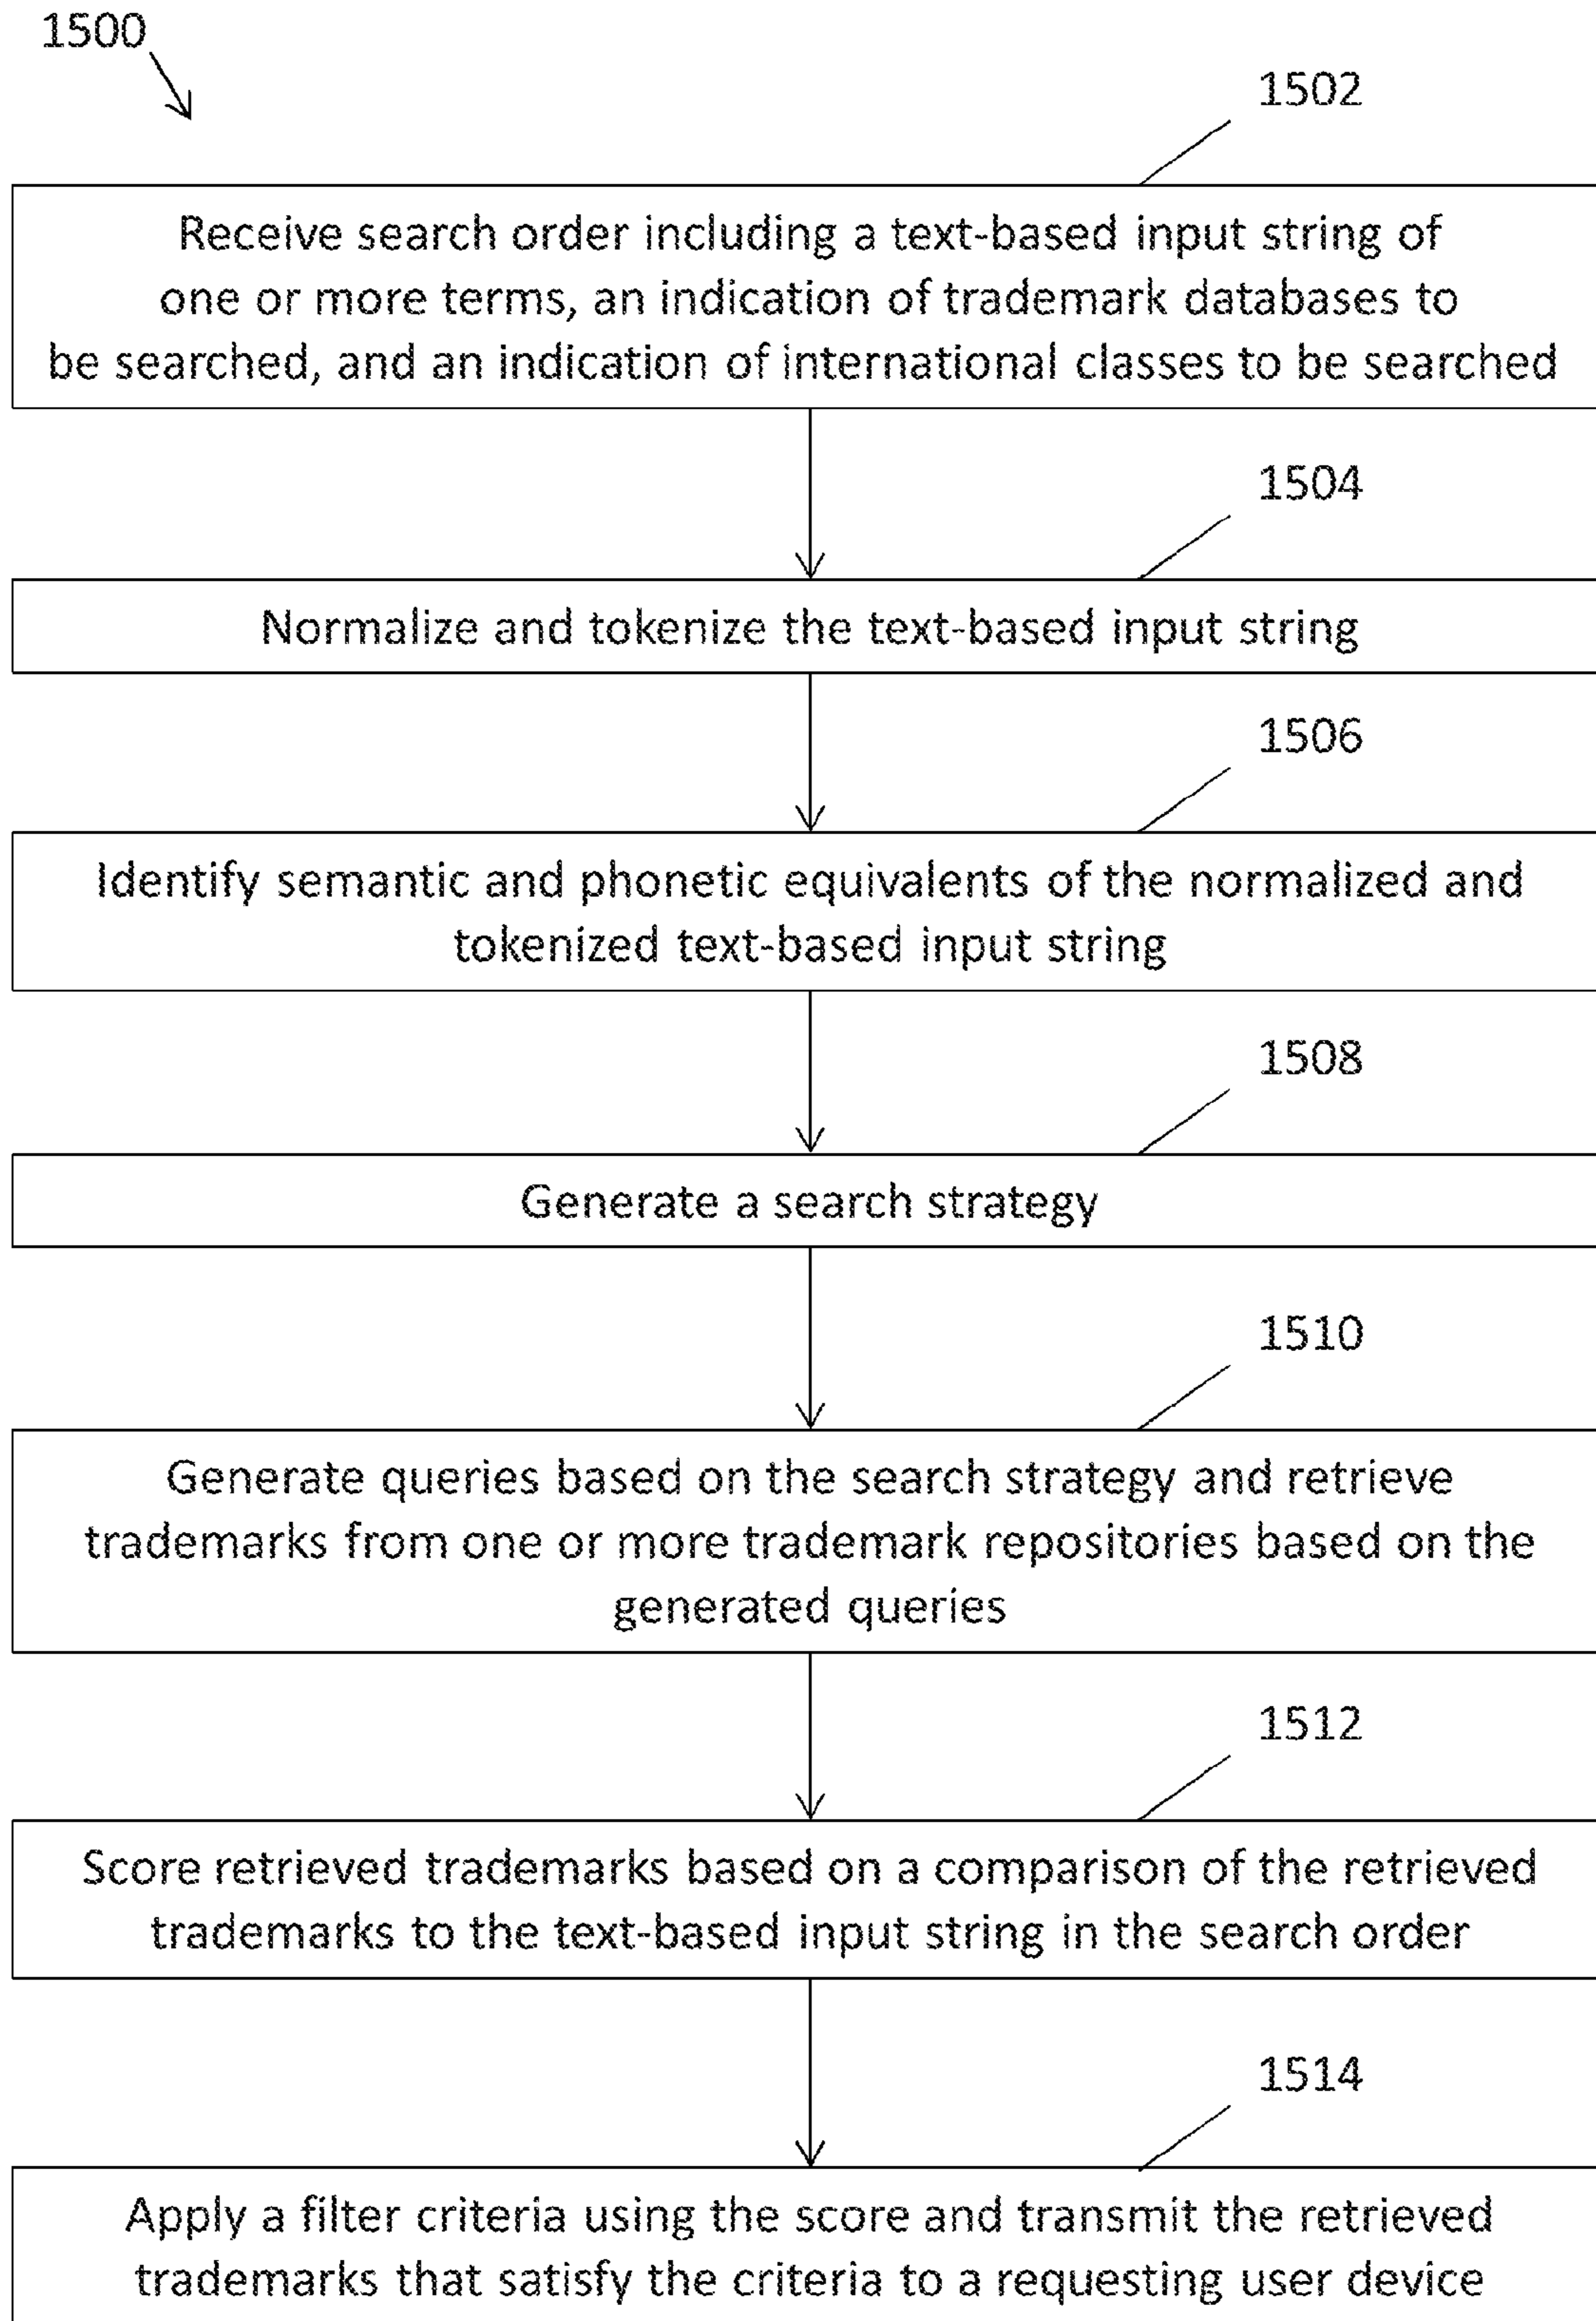 1500
1502
Receive search order including a text-based input string of
one or more terms, an indication of trademark databases to
be searched, and an indication of international classes to be searched
1504
Normalize and tokenize the text-based input string
1506
Identify semantic and phonetic equivalents of the normalized and
tokenized text-based input string
1508
Generate a search strategy
1510
Generate queries based on the search strategy and retrieve
trademarks from one or more trademark repositories based on the
generated queries
1512
Score retrieved trademarks based on a comparison of the retrieved
trademarks to the text-based input string in the search order
1514
Apply a filter criteria using the score and transmit the retrieved
trademarks that satisfy the criteria to a requesting user device